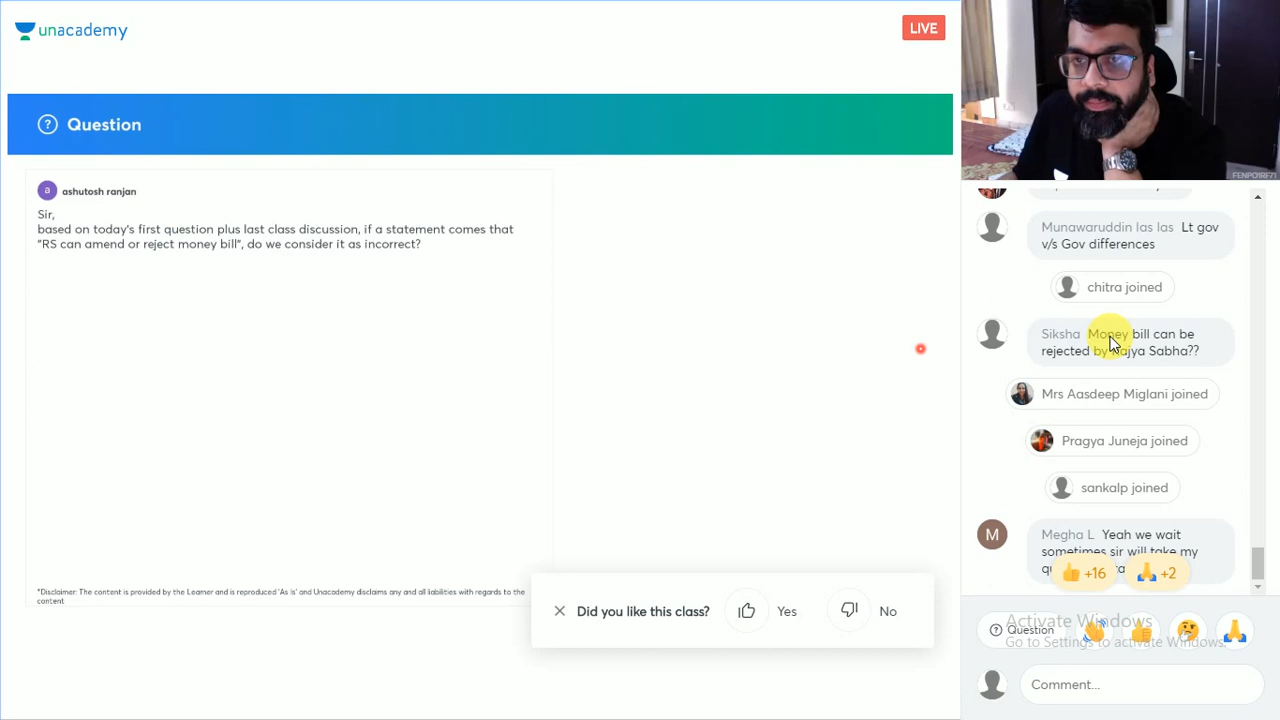 unacademy
LIVE
? Question
a ashutosh ranjan
Sir,
based on today's first question plus last class discussion, if a statement comes that
"RS can amend or reject money bill", do we consider it as incorrect?
*Disclaimer: The content is provided by the Learner and is reproduced 'As Is' and Unacademy disclaims any and all liabilities with regards to the
content
Did you like this class? Yes No
FENPO1RF71
Munawaruddin Ias Ias Lt gov
v/s Gov differences
chitra joined
Siksha Money bill can be
rejected by Rajya Sabha??
Mrs Aasdeep Miglani joined
Pragya Juneja joined
sankalp joined
M
Megha L Yeah we wait
sometimes sir will take my
+16 +2
Activate Windows
? Question
Go to Settings to activate Windows.
Comment...